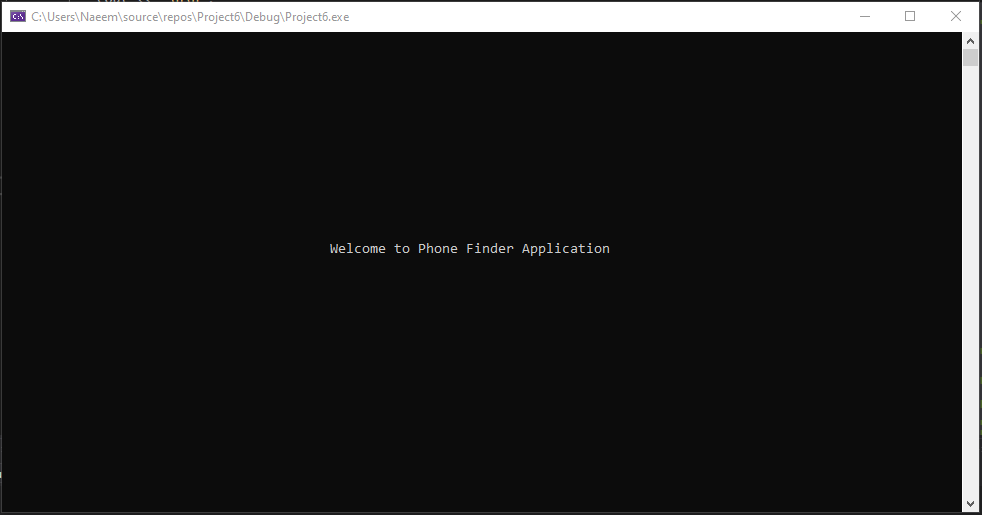 C:\Users\Naeem\source\repos\Project6\Debug\Project6.exe
Welcome to Phone Finder Application